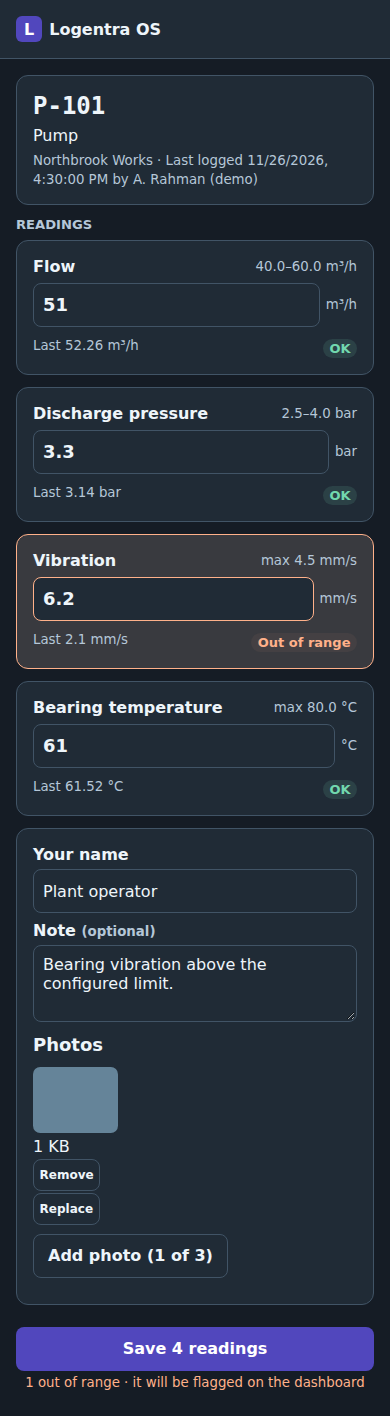 L Logentra OS
P-101
Pump
Northbrook Works · Last logged 11/26/2026,
4:30:00 PM by A. Rahman (demo)
READINGS
Flow 40.0–60.0 m³/h
51 m³/h
Last 52.26 m³/h OK
Discharge pressure 2.5–4.0 bar
3.3 bar
Last 3.14 bar OK
Vibration max 4.5 mm/s
6.2 mm/s
Last 2.1 mm/s Out of range
Bearing temperature max 80.0 °C
61 °C
Last 61.52 °C OK
Your name
Plant operator
Note (optional)
Bearing vibration above the
configured limit.
Photos
1 KB
Remove
Replace
Add photo (1 of 3)
Save 4 readings
1 out of range · it will be flagged on the dashboard